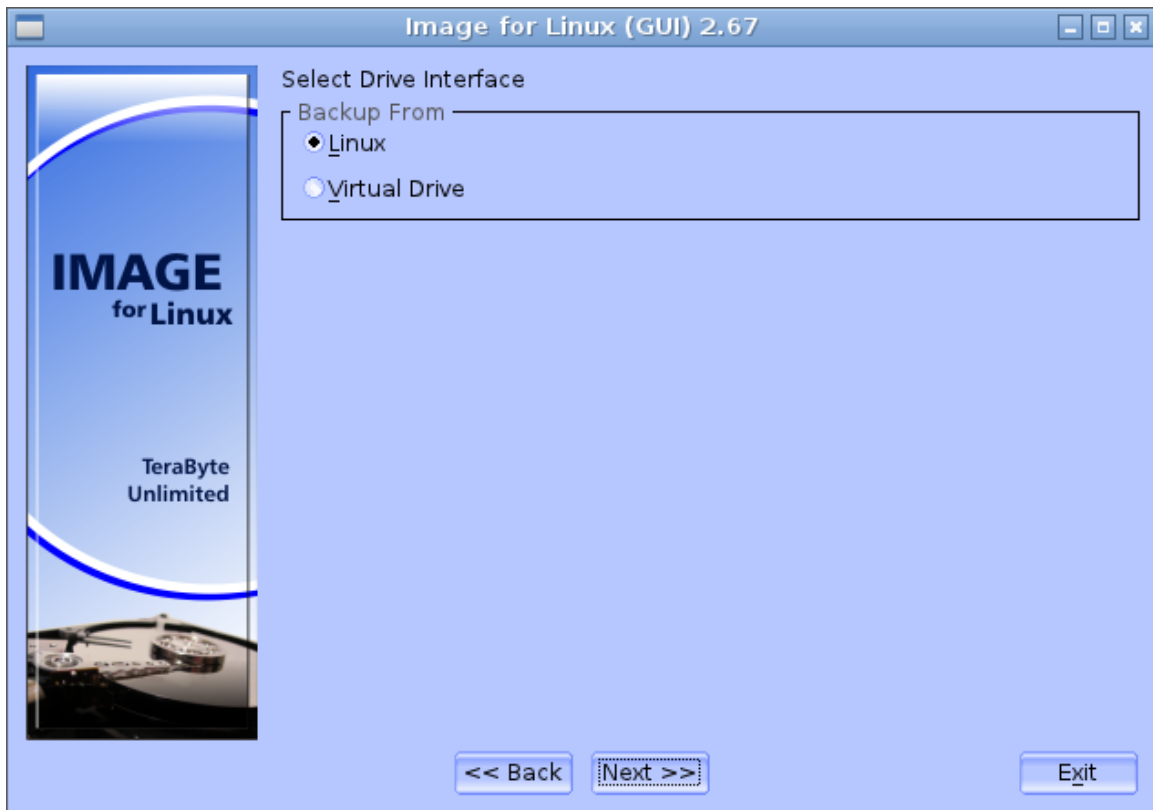 Image for Linux (GUI) 2.67
Select Drive Interface
Backup From
Linux
Virtual Drive
IMAGE
for Linux
TeraByte
Unlimited
<< Back
Next >>
Exit